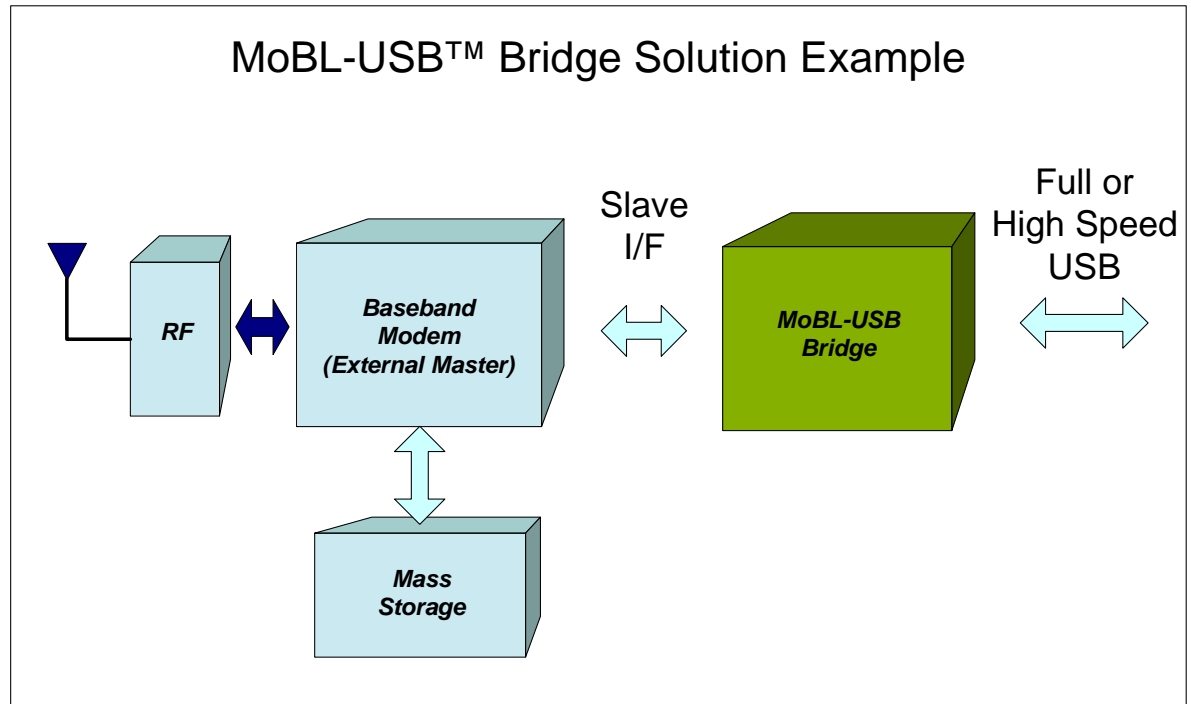 MoBL-USB™ Bridge Solution Example
Slave
I/F
Full or
High Speed
USB
RF
Baseband
Modem
(External Master)
MoBL-USB
Bridge
Mass
Storage